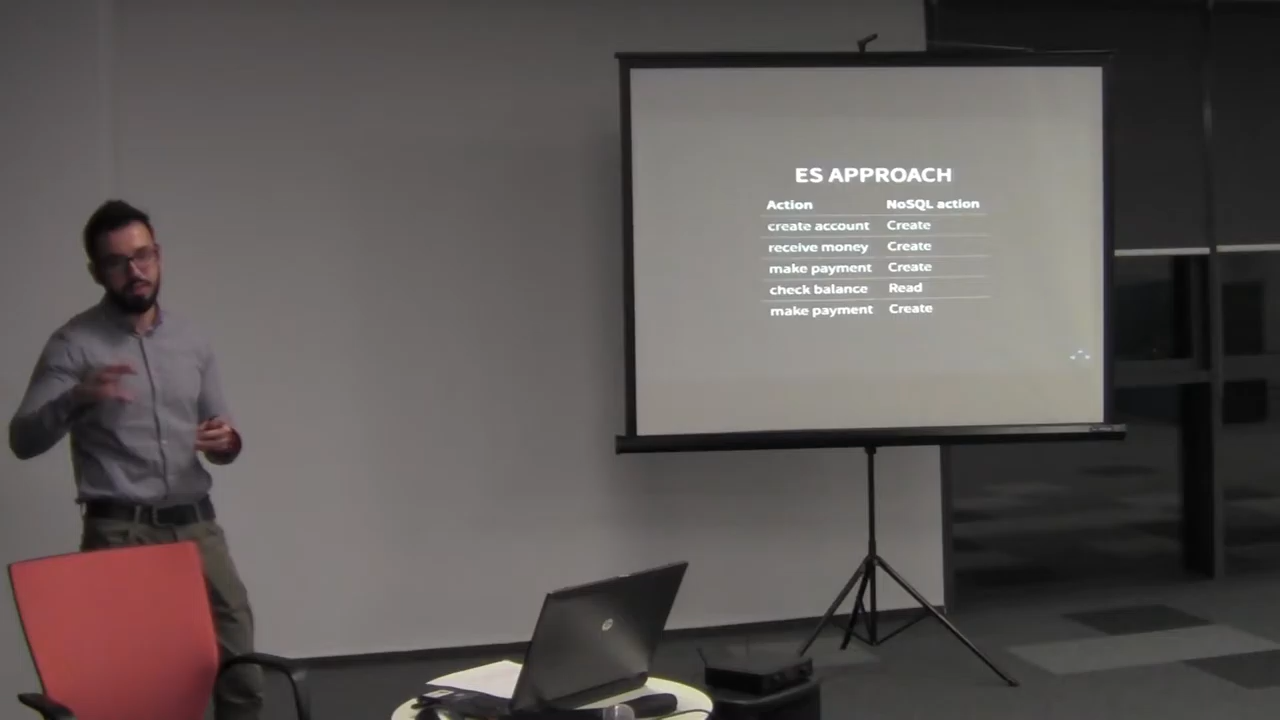 ES APPROACH
Action NoSQL action
create account Create
receive money Create
make payment Create
check balance Read
make payment Create
hp